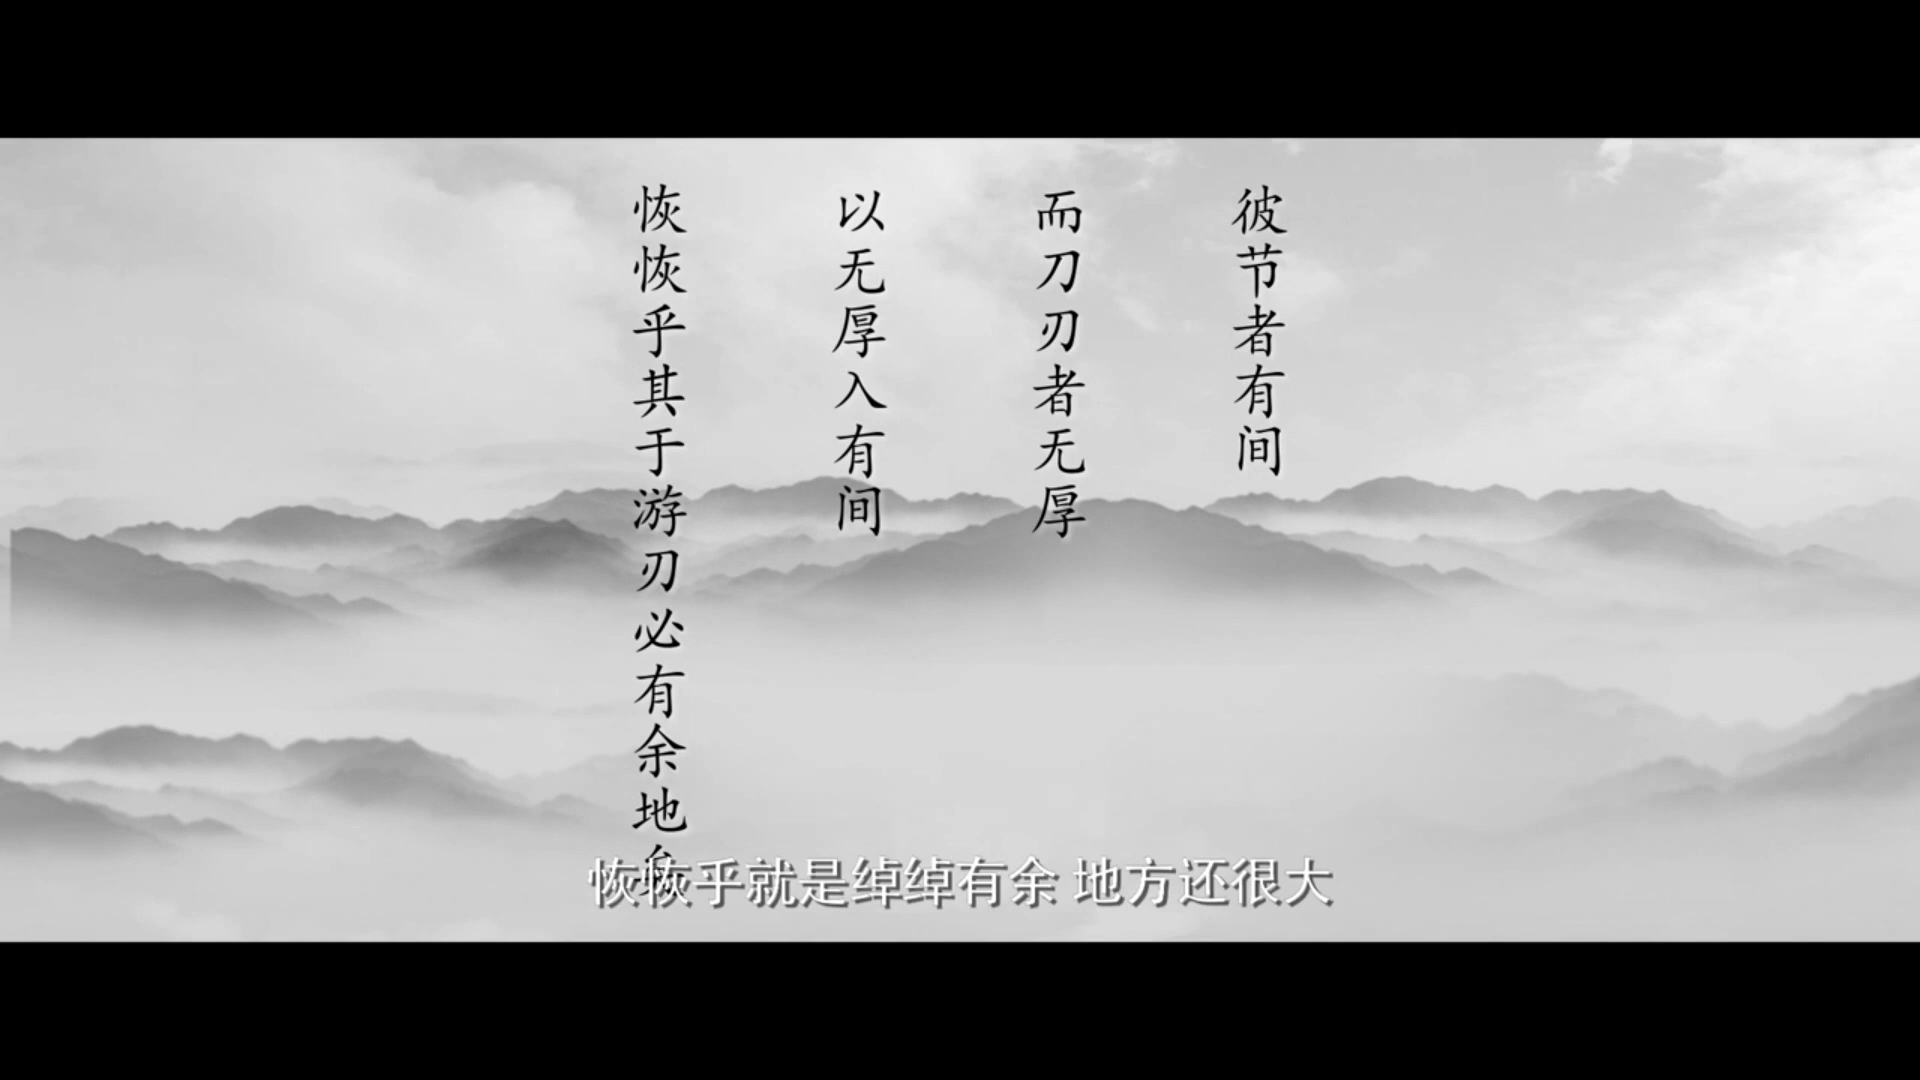 彼节者有间
而刀刃者无厚
以无厚入有间
恢恢乎其于游刃必有余地矣
恢恢乎就是绰绰有余 地方还很大